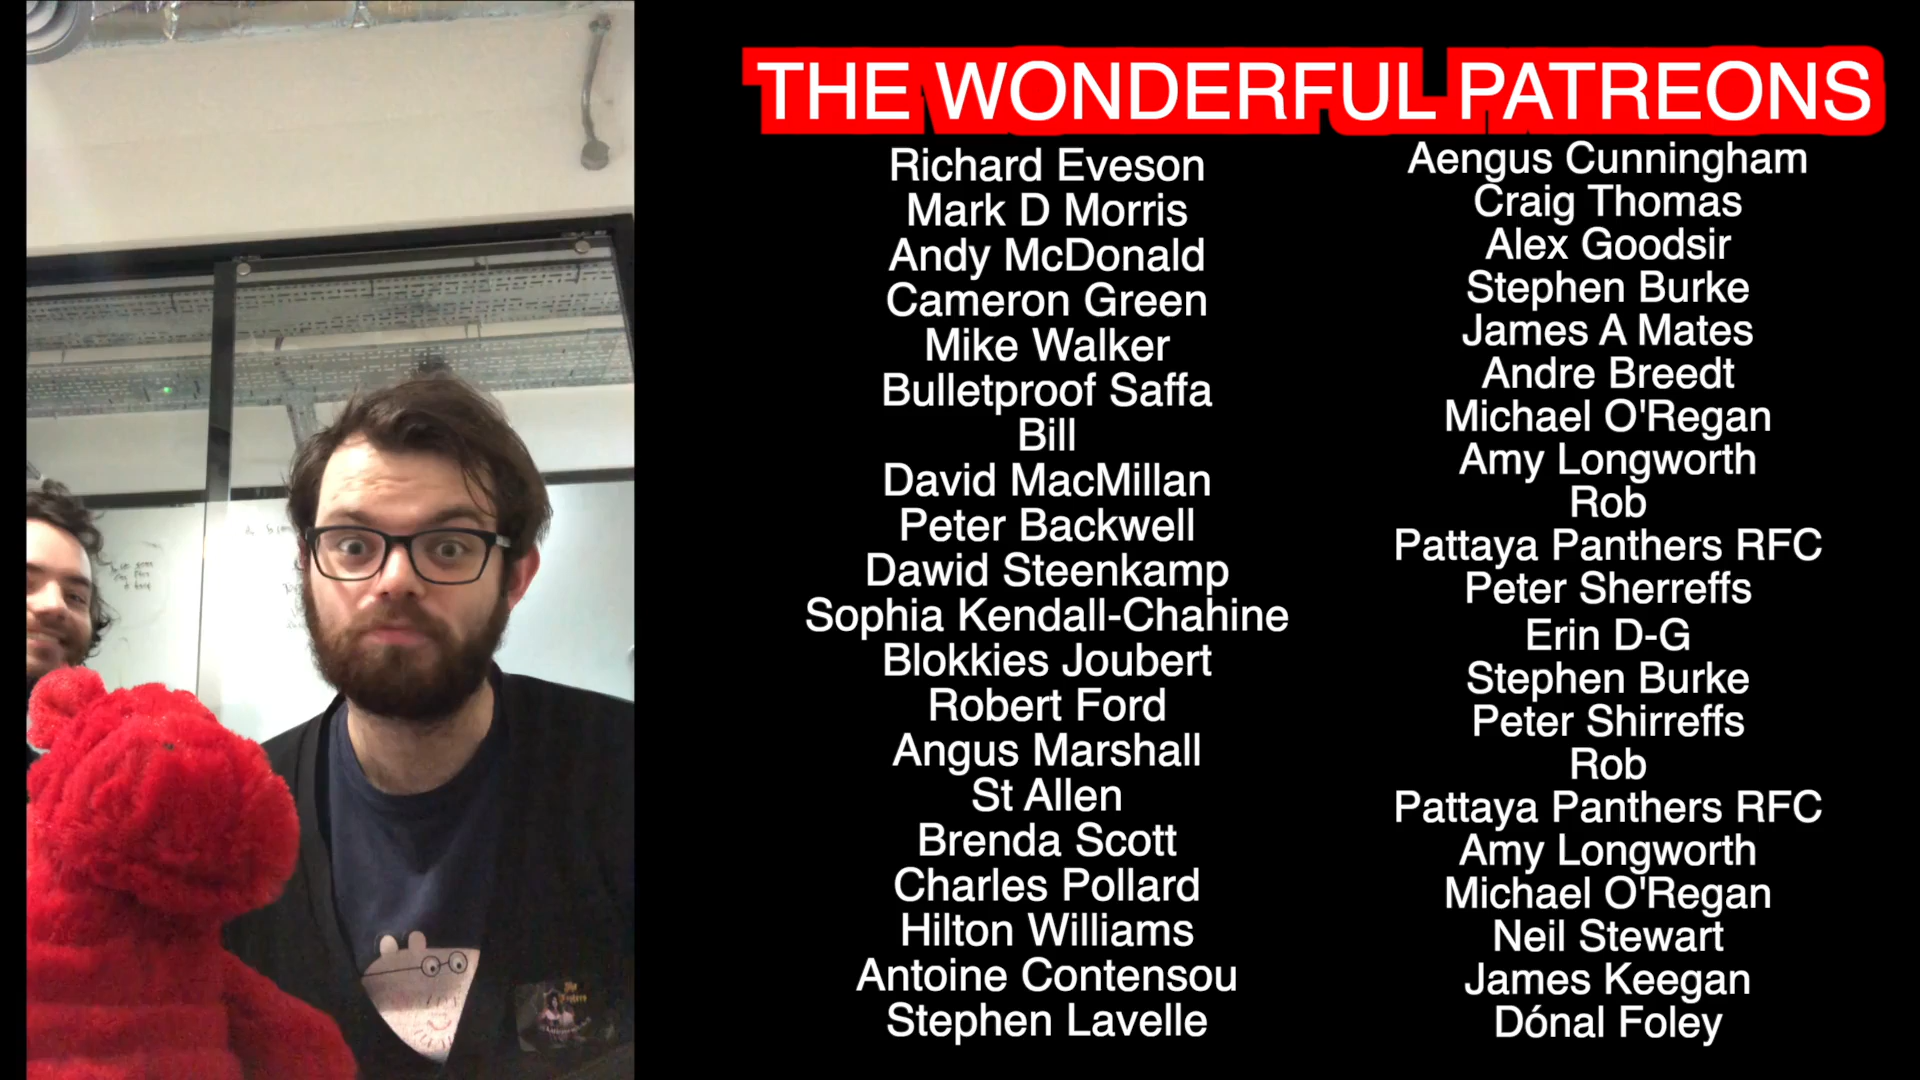 THE WONDERFUL PATREONS
Richard Eveson
Mark D Morris
Andy McDonald
Cameron Green
Mike Walker
Bulletproof Saffa
Bill
David MacMillan
Peter Backwell
Dawid Steenkamp
Sophia Kendall-Chahine
Blokkies Joubert
Robert Ford
Angus Marshall
St Allen
Brenda Scott
Charles Pollard
Hilton Williams
Antoine Contensou
Stephen Lavelle
Aengus Cunningham
Craig Thomas
Alex Goodsir
Stephen Burke
James A Mates
Andre Breedt
Michael O'Regan
Amy Longworth
Rob
Pattaya Panthers RFC
Peter Sherreffs
Erin D-G
Stephen Burke
Peter Shirreffs
Rob
Pattaya Panthers RFC
Amy Longworth
Michael O'Regan
Neil Stewart
James Keegan
Dónal Foley